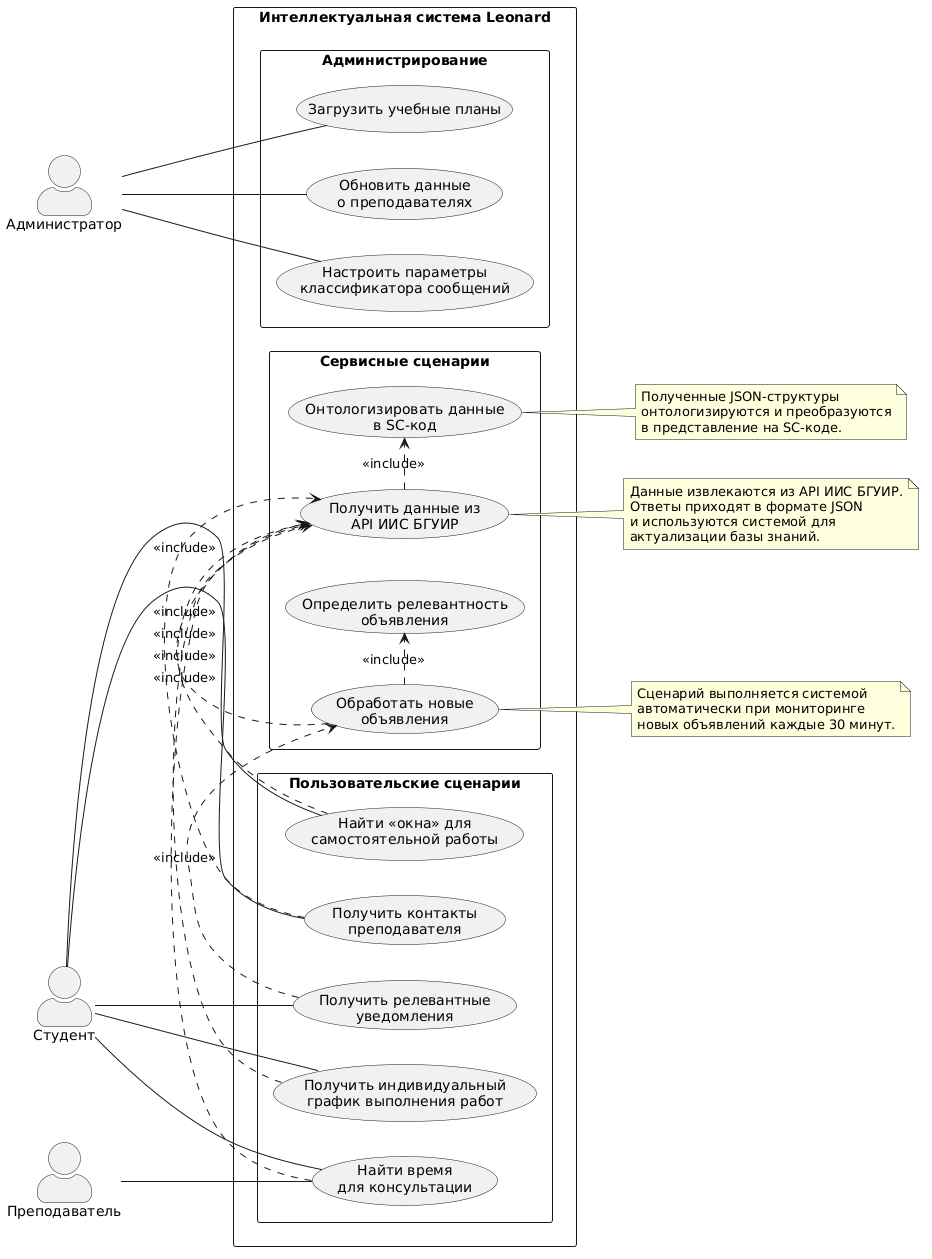 Интеллектуальная система Leonard
Администрирование
Загрузить учебные планы
Обновить данные
о преподавателях
Администратор
Настроить параметры
классификатора сообщений
Сервисные сценарии
Онтологизировать данные
в SC-код
Полученные JSON-структуры
онтологизируются и преобразуются
в представление на SC-коде.
«include»
Получить данные из
API ИИС БГУИР
Данные извлекаются из API ИИС БГУИР.
Ответы приходят в формате JSON
и используются системой для
актуализации базы знаний.
«include»
Определить релевантность
объявления
«include»
«include»
«include»
«include»
«include»
Обработать новые
объявления
Сценарий выполняется системой
автоматически при мониторинге
новых объявлений каждые 30 минут.
Пользовательские сценарии
Найти «окна» для
самостоятельной работы
«include»
Получить контакты
преподавателя
Получить релевантные
уведомления
Студент
Получить индивидуальный
график выполнения работ
Найти время
для консультации
Преподаватель